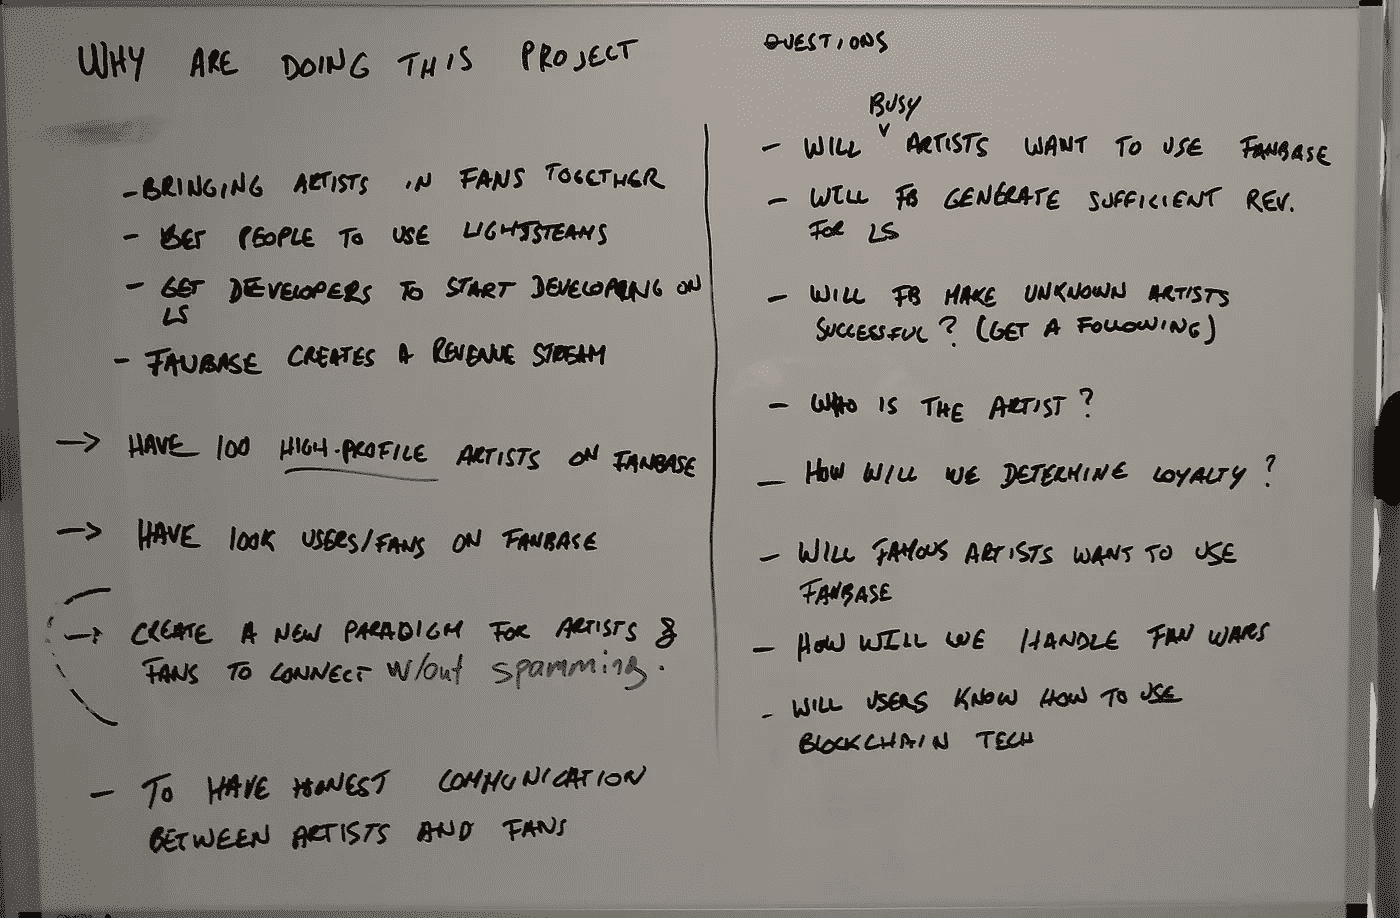 WHY ARE DOING THIS PROJECT
- BRINGING ARTISTS IN FANS TOGETHER
- GET PEOPLE TO USE LIGHTSTEAMS
- GET DEEVELOPERS TO START DEVELOPING ON
LS
- FANBASE CREATES A REVENUE STREAM
→ HAVE 100 HIGH-PROFILE ARTISTS ON FANBASE
→ HAVE 100K USERS/FANS ON FANBASE
→ CREATE A NEW PARADIGM FOR ARTISTS &
FANS TO CONNECT w/out spamming.
- TO HAVE HONEST COMMUNICATION
BETWEEN ARTISTS AND FANS
QUESTIONS
BUSY
- WILL ˅ ARTISTS WANT TO USE FANBASE
- WILL FB GENERATE SUFFICIENT REV.
FOR LS
- WILL FB MAKE UNKNOWN ARTISTS
SUCCESSFUL? (GET A FOLLOWING)
- WHO IS THE ARTIST?
- HOW WILL WE DETERMINE LOYALTY?
- WILL FAMOUS ARTISTS WANT TO USE
FANBASE
- HOW WILL WE HANDLE FAN WARS
- WILL USERS KNOW HOW TO USE
BLOCKCHAIN TECH